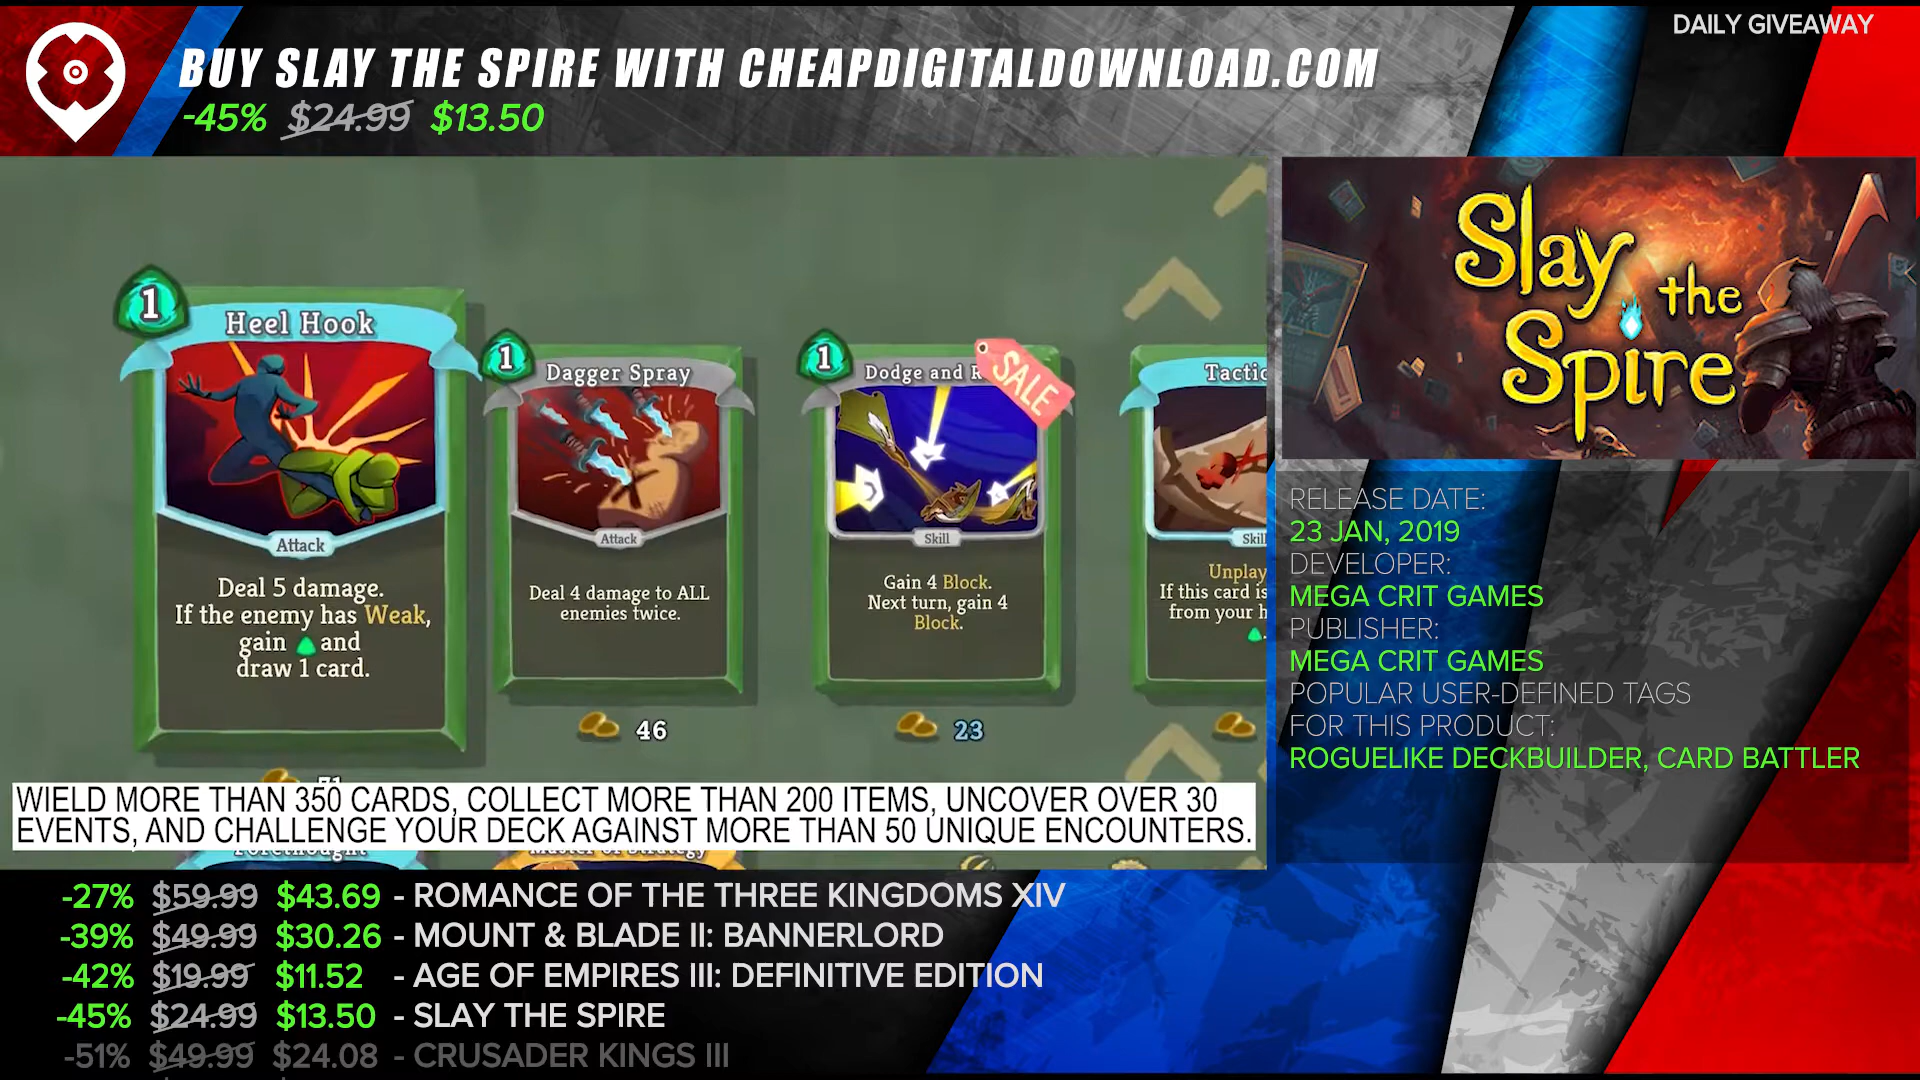 DAILY GIVEAWAY
BUY SLAY THE SPIRE WITH CHEAPDIGITALDOWNLOAD.COM
-45% $24.99 $13.50
1
Heel Hook
Attack
Deal 5 damage.
If the enemy has Weak,
gain and
draw 1 card.
1
Dagger Spray
Attack
Deal 4 damage to ALL
enemies twice.
46
1
Dodge and R
SALE
Skill
Gain 4 Block.
Next turn, gain 4
Block.
23
Tactic
Skill
Unplay
If this card is
from your h
Slay
the
Spire
RELEASE DATE:
23 JAN, 2019
DEVELOPER:
MEGA CRIT GAMES
PUBLISHER:
MEGA CRIT GAMES
POPULAR USER-DEFINED TAGS
FOR THIS PRODUCT:
ROGUELIKE DECKBUILDER, CARD BATTLER
WIELD MORE THAN 350 CARDS, COLLECT MORE THAN 200 ITEMS, UNCOVER OVER 30
EVENTS, AND CHALLENGE YOUR DECK AGAINST MORE THAN 50 UNIQUE ENCOUNTERS.
-27% $59.99 $43.69 - ROMANCE OF THE THREE KINGDOMS XIV
-39% $49.99 $30.26 - MOUNT & BLADE II: BANNERLORD
-42% $19.99 $11.52 - AGE OF EMPIRES III: DEFINITIVE EDITION
-45% $24.99 $13.50 - SLAY THE SPIRE
-51% $49.99 $24.08 - CRUSADER KINGS III